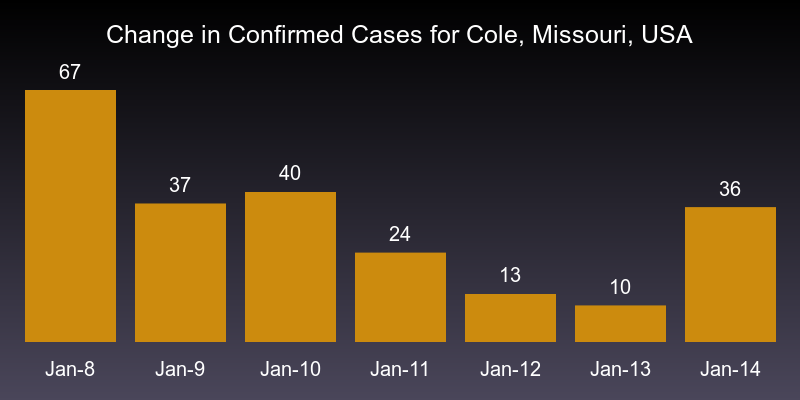 Change in Confirmed Cases for Cole, Missouri, USA
67
37
40
24
13
10
36
Jan-8
Jan-9
Jan-10
Jan-11
Jan-12
Jan-13
Jan-14